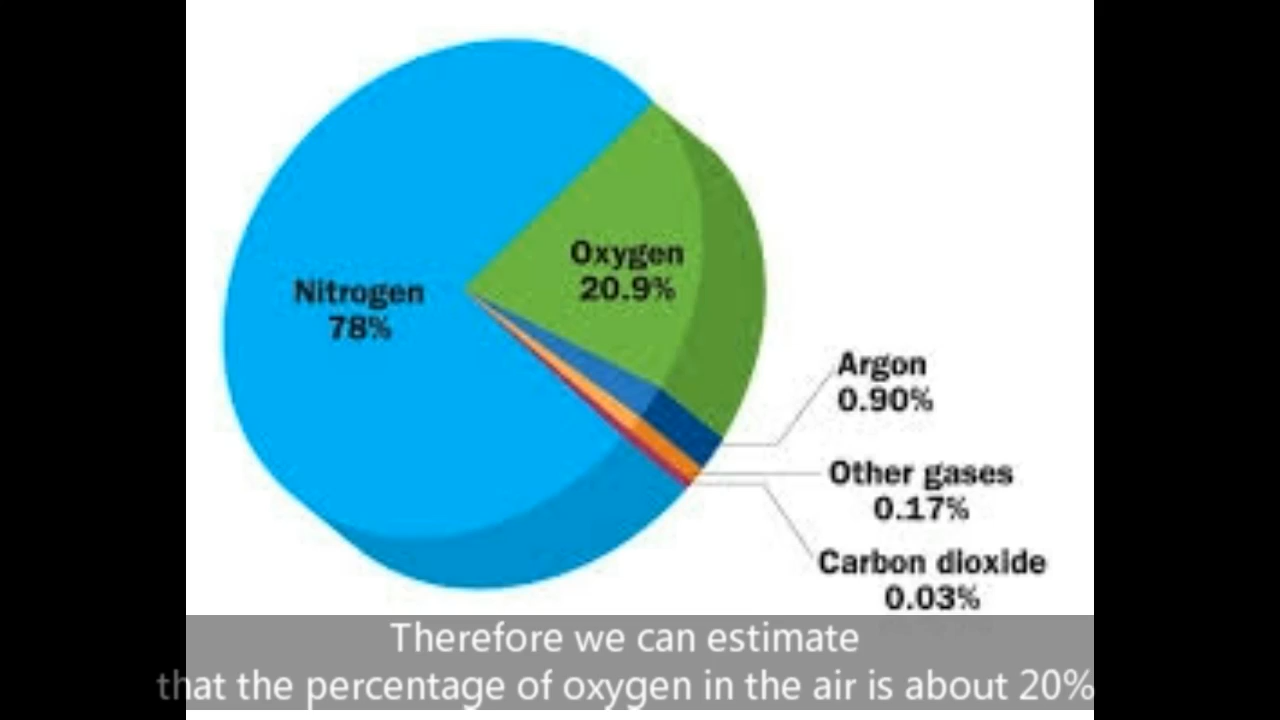 Nitrogen
78%
Oxygen
20.9%
Argon
0.90%
Other gases
0.17%
Carbon dioxide
0.03%
Therefore we can estimate
that the percentage of oxygen in the air is about 20%